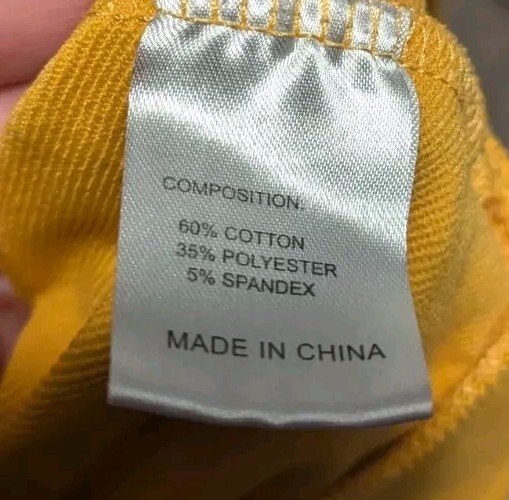 COMPOSITION:
60% COTTON
35% POLYESTER
5% SPANDEX
MADE IN CHINA